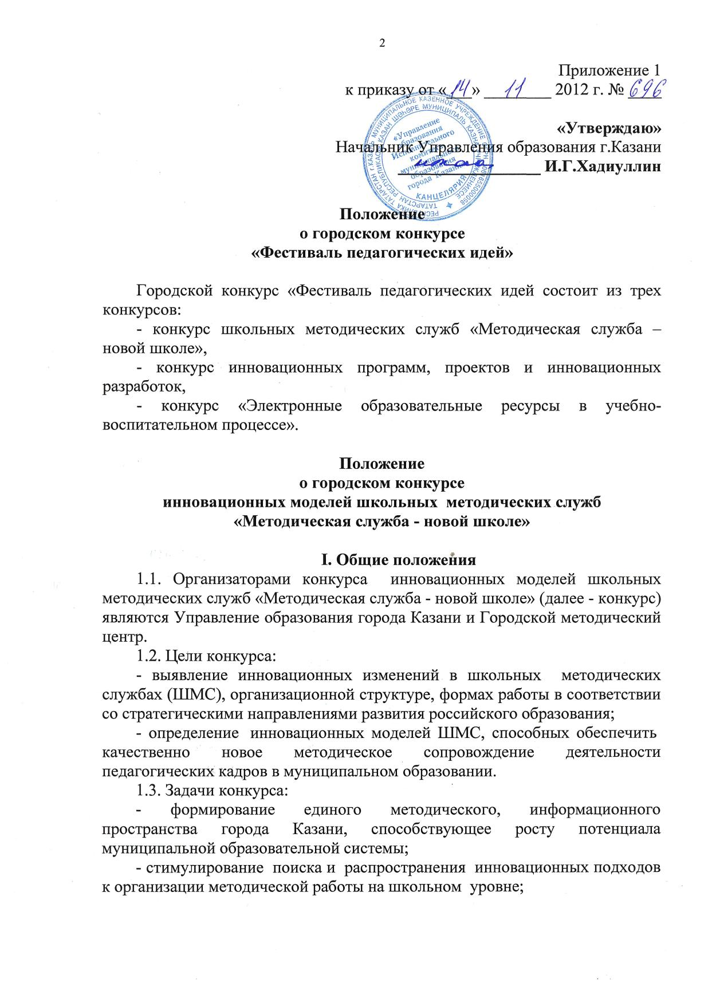 2
Приложение 1
к приказу от «14» 11 2012 г. № 696
«Утверждаю»
Начальник Управления образования г.Казани
И.Г.Хадиуллин
«Управление
образования
Исполнительного
комитета
муниципального
образования
города Казани
КАНЦЕЛЯРИЯ
Положение
о городском конкурсе
«Фестиваль педагогических идей»
Городской конкурс «Фестиваль педагогических идей состоит из трех
конкурсов:
- конкурс школьных методических служб «Методическая служба –
новой школе»,
- конкурс инновационных программ, проектов и инновационных
разработок,
- конкурс «Электронные образовательные ресурсы в учебно-
воспитательном процессе».
Положение
о городском конкурсе
инновационных моделей школьных методических служб
«Методическая служба - новой школе»
I. Общие положения
1.1. Организаторами конкурса инновационных моделей школьных
методических служб «Методическая служба - новой школе» (далее - конкурс)
являются Управление образования города Казани и Городской методический
центр.
1.2. Цели конкурса:
- выявление инновационных изменений в школьных методических
службах (ШМС), организационной структуре, формах работы в соответствии
со стратегическими направлениями развития российского образования;
- определение инновационных моделей ШМС, способных обеспечить
качественно новое методическое сопровождение деятельности
педагогических кадров в муниципальном образовании.
1.3. Задачи конкурса:
- формирование единого методического, информационного
пространства города Казани, способствующее росту потенциала
муниципальной образовательной системы;
- стимулирование поиска и распространения инновационных подходов
к организации методической работы на школьном уровне;